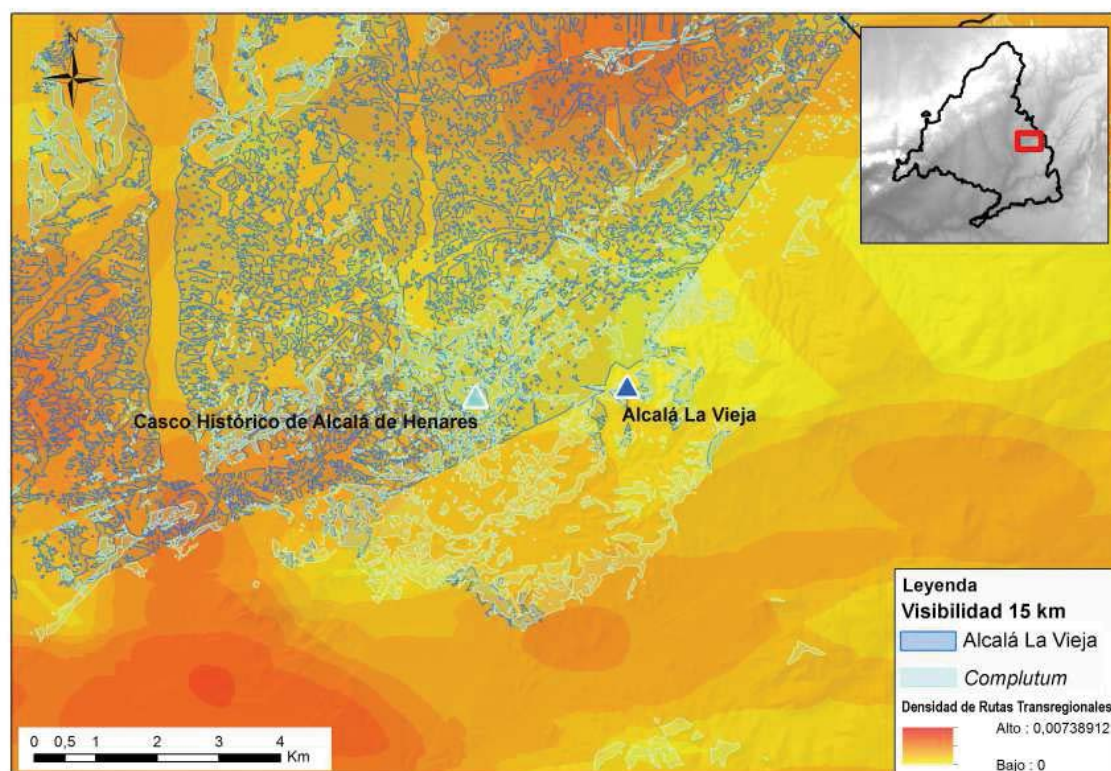 N
Casco Histórico de Alcalá de Henares
Alcalá La Vieja
Leyenda
Visibilidad 15 km
Alcalá La Vieja
Complutum
Densidad de Rutas Transregionales
Alto : 0,00738912
Bajo : 0
0 0,5 1 2 3 4
Km